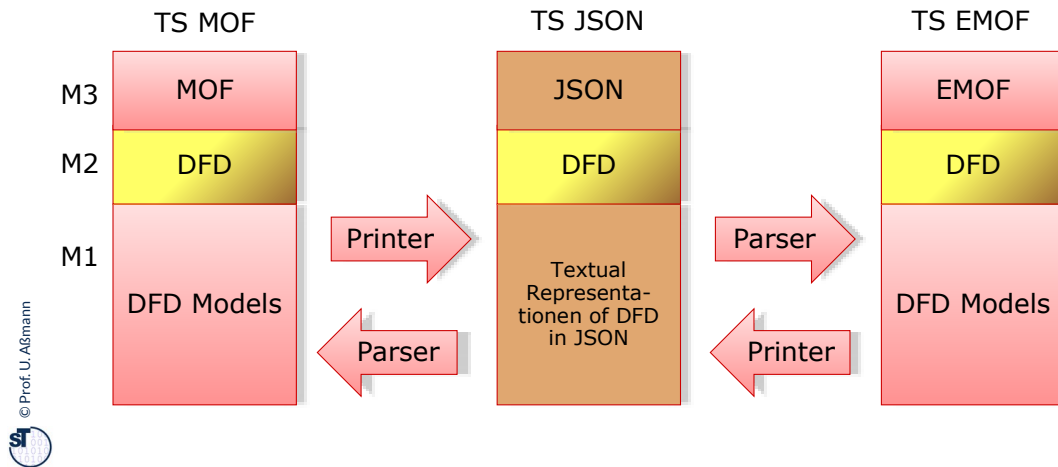 TS MOF
TS JSON
TS EMOF
M3
MOF
JSON
EMOF
M2
DFD
DFD
DFD
M1
Printer
Parser
DFD Models
Textual
Representa-
tionen of DFD
in JSON
DFD Models
Parser
Printer
© Prof. U. Aßmann
ST